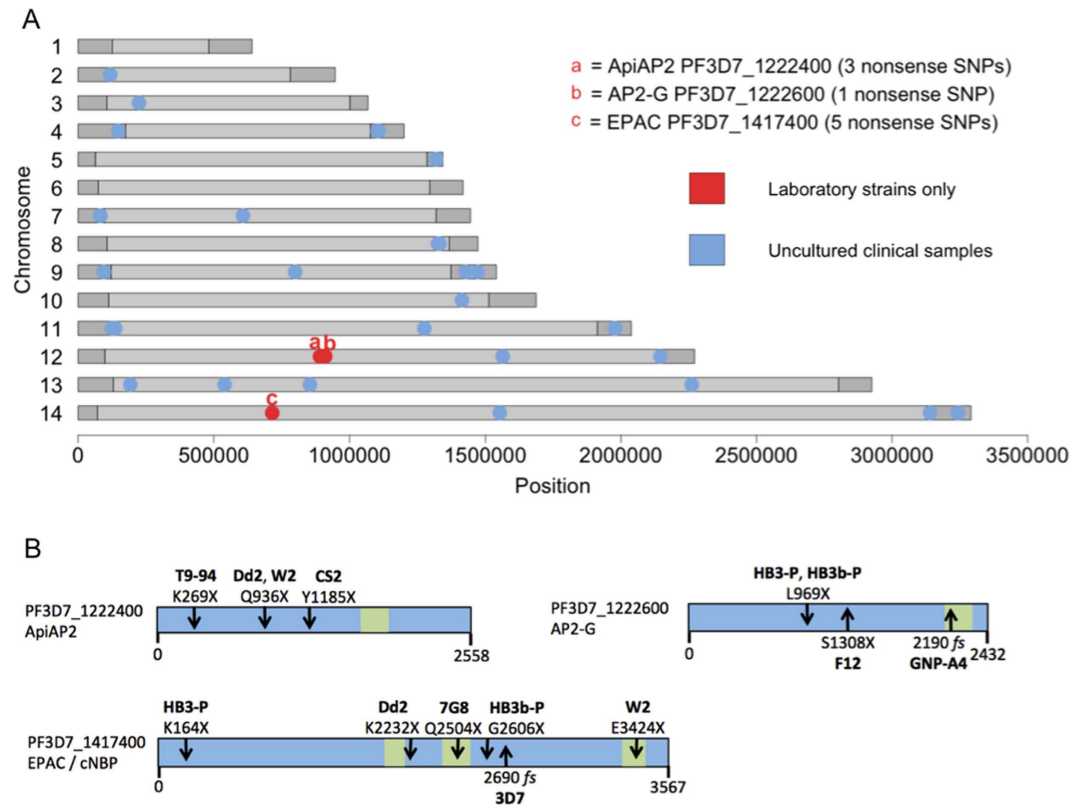 A
1
2
3
4
5
6
7
8
9
10
11
12
13
14
Chromosome
a = ApiAP2 PF3D7_1222400 (3 nonsense SNPs)
b = AP2-G PF3D7_1222600 (1 nonsense SNP)
c = EPAC PF3D7_1417400 (5 nonsense SNPs)
Laboratory strains only
Uncultured clinical samples
ab
c
0 500000 1000000 1500000 2000000 2500000 3000000 3500000
Position
B
T9-94 Dd2, W2 CS2
K269X Q936X Y1185X
PF3D7_1222400
ApiAP2
0 2558
HB3-P, HB3b-P
L969X
PF3D7_1222600
AP2-G
0 S1308X 2190 fs 2432
F12 GNP-A4
HB3-P Dd2 7G8 HB3b-P W2
K164X K2232X Q2504X G2606X E3424X
PF3D7_1417400
EPAC / cNBP
0 2690 fs 3567
3D7